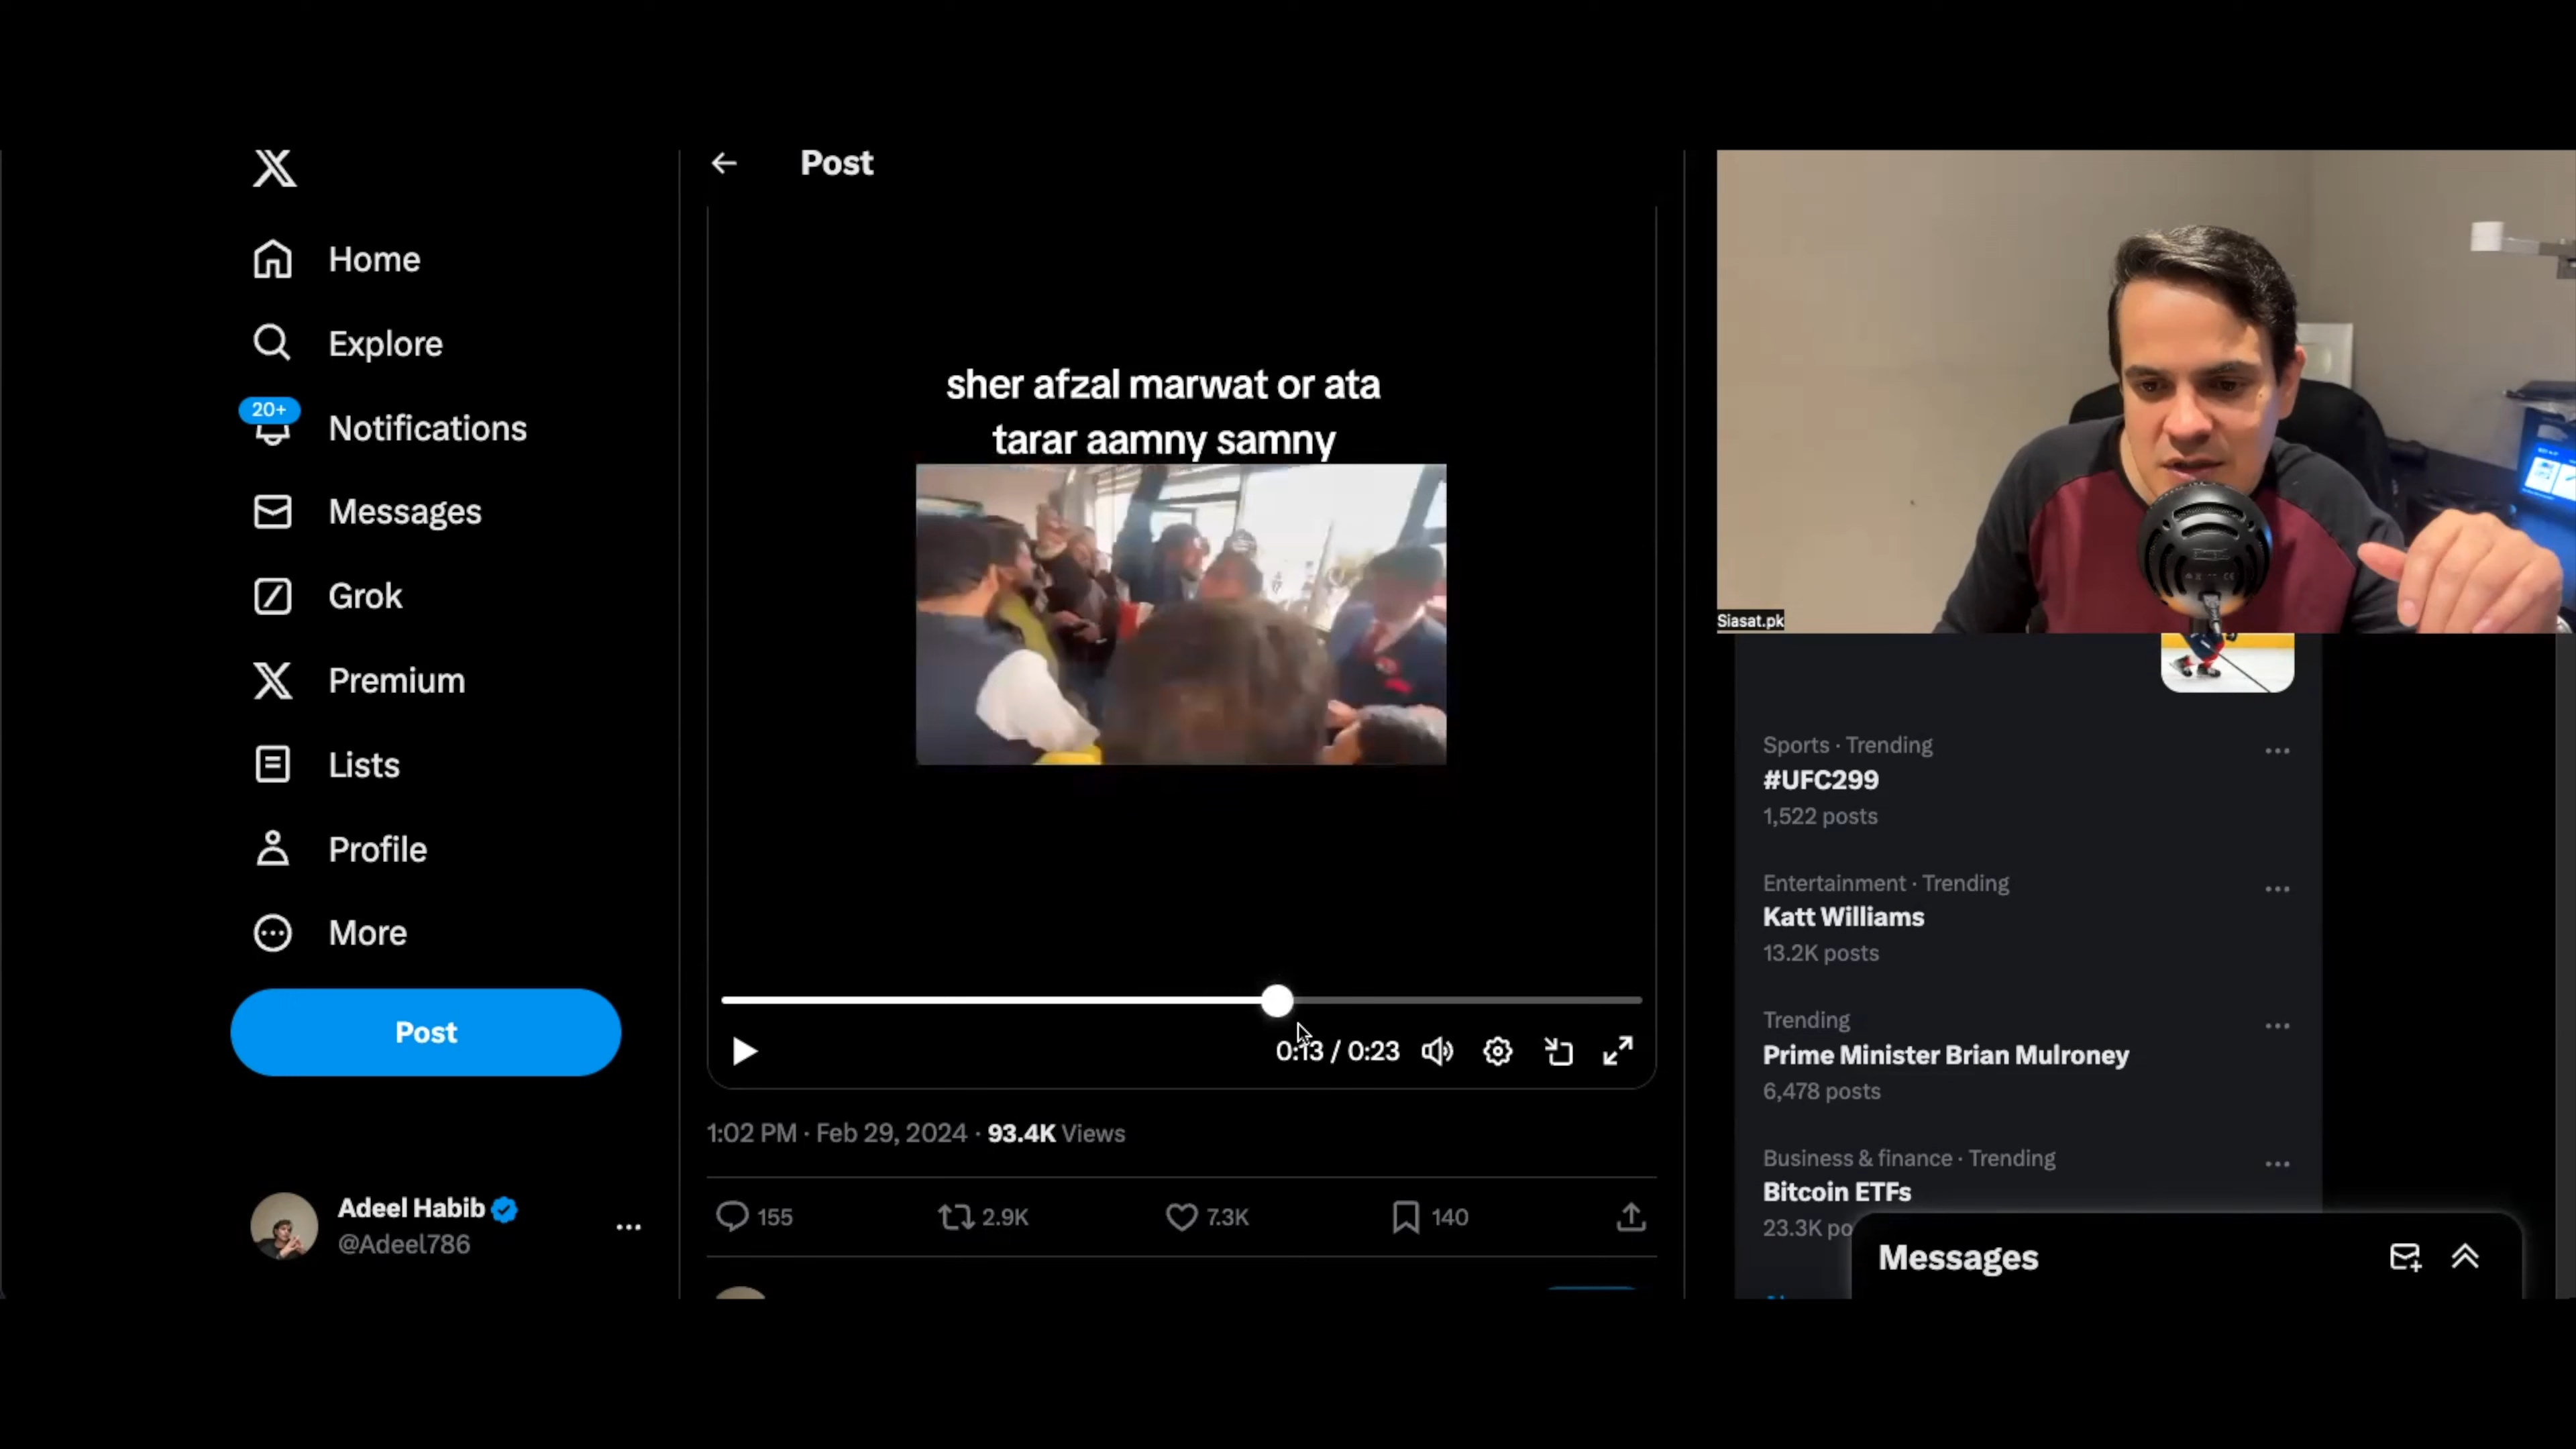 Post
Home
Explore
20+
Notifications
Messages
Grok
Premium
Lists
Profile
More
Post
Adeel Habib
@Adeel786
sher afzal marwat or ata
tarar aamny samny
0:13 / 0:23
1:02 PM · Feb 29, 2024 · 93.4K Views
155
2.9K
7.3K
140
Siasat.pk
Sports · Trending
#UFC299
1,522 posts
Entertainment · Trending
Katt Williams
13.2K posts
Trending
Prime Minister Brian Mulroney
6,478 posts
Business & finance · Trending
Bitcoin ETFs
23.3K po
Messages